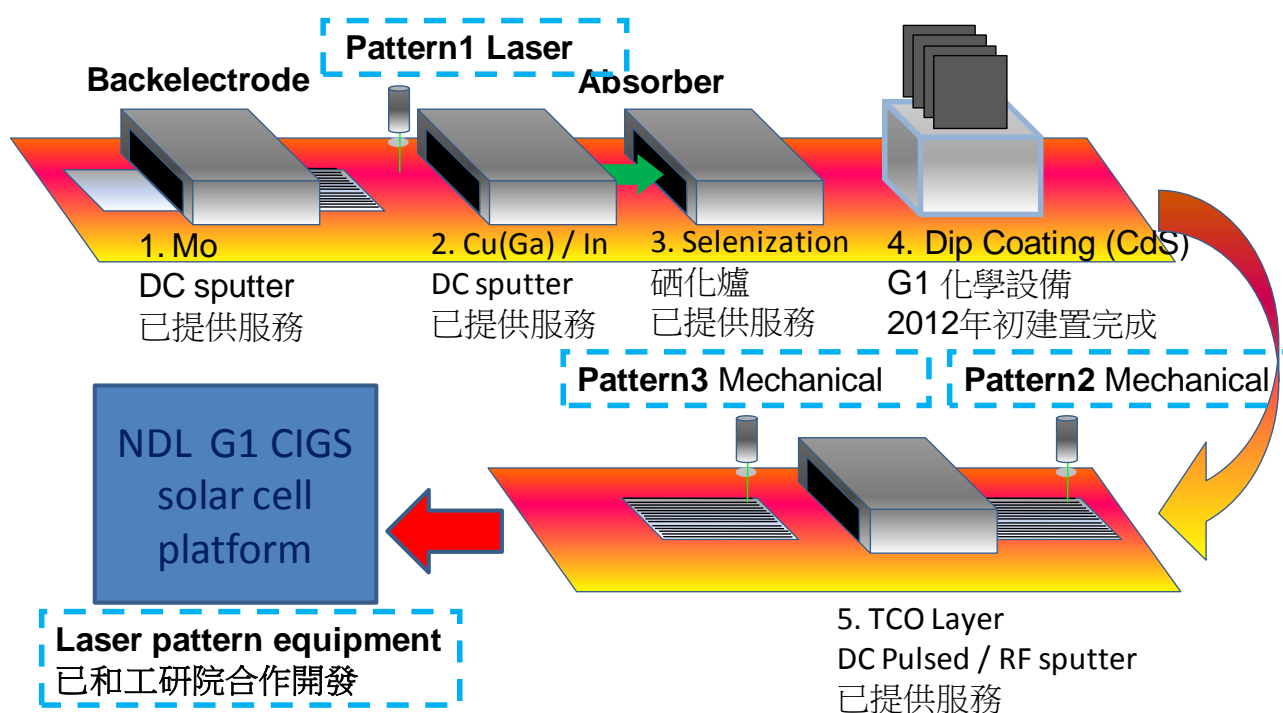 Pattern1 Laser
Backelectrode
Absorber
1. Mo
DC sputter
已提供服務
2. Cu(Ga) / In
DC sputter
已提供服務
3. Selenization
硒化爐
已提供服務
4. Dip Coating (CdS)
G1 化學設備
2012年初建置完成
Pattern3 Mechanical
Pattern2 Mechanical
NDL G1 CIGS
solar cell
platform
Laser pattern equipment
已和工研院合作開發
5. TCO Layer
DC Pulsed / RF sputter
已提供服務